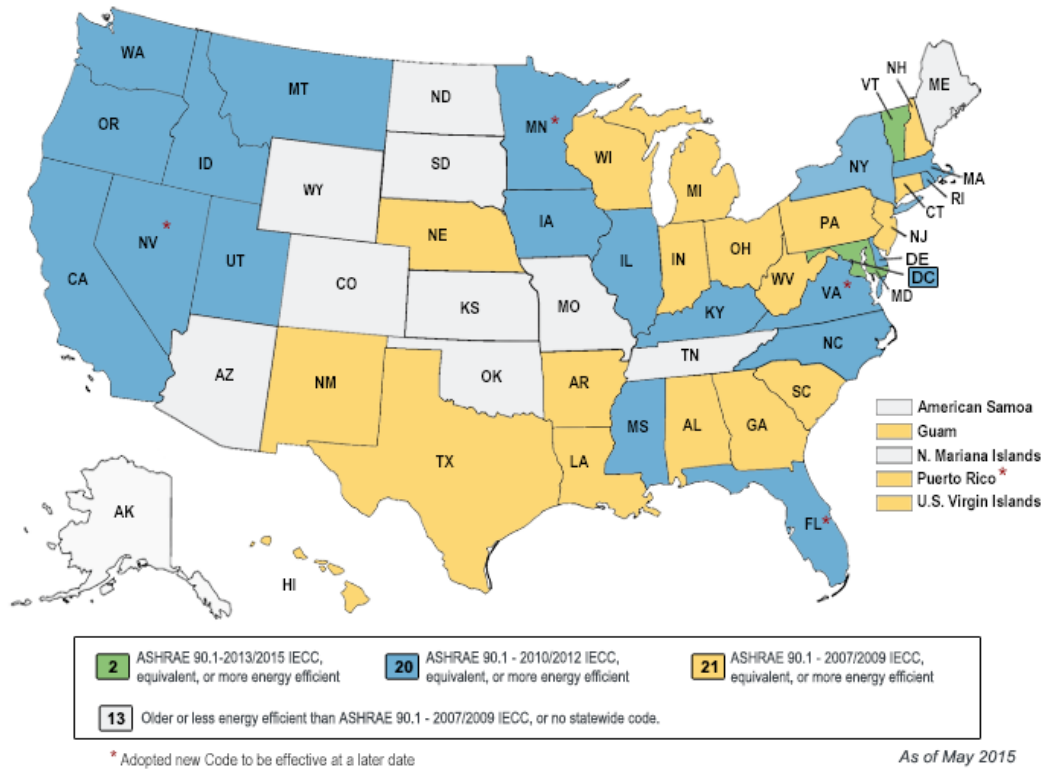 WA
OR
ID
MT
ND
SD
WY
NV *
UT
CA
CO
AZ
NM
NE
KS
OK
TX
MN *
IA
MO
AR
LA
WI
IL
MI
IN
OH
KY
TN
MS
AL
GA
SC
NC
VA *
WV
PA
NY
VT
NH
ME
MA
RI
CT
NJ
DE
DC
MD
FL *
AK
HI
American Samoa
Guam
N. Mariana Islands
Puerto Rico *
U.S. Virgin Islands
2 ASHRAE 90.1-2013/2015 IECC,
equivalent, or more energy efficient
20 ASHRAE 90.1 - 2010/2012 IECC,
equivalent, or more energy efficient
21 ASHRAE 90.1 - 2007/2009 IECC,
equivalent, or more energy efficient
13 Older or less energy efficient than ASHRAE 90.1 - 2007/2009 IECC, or no statewide code.
* Adopted new Code to be effective at a later date
As of May 2015